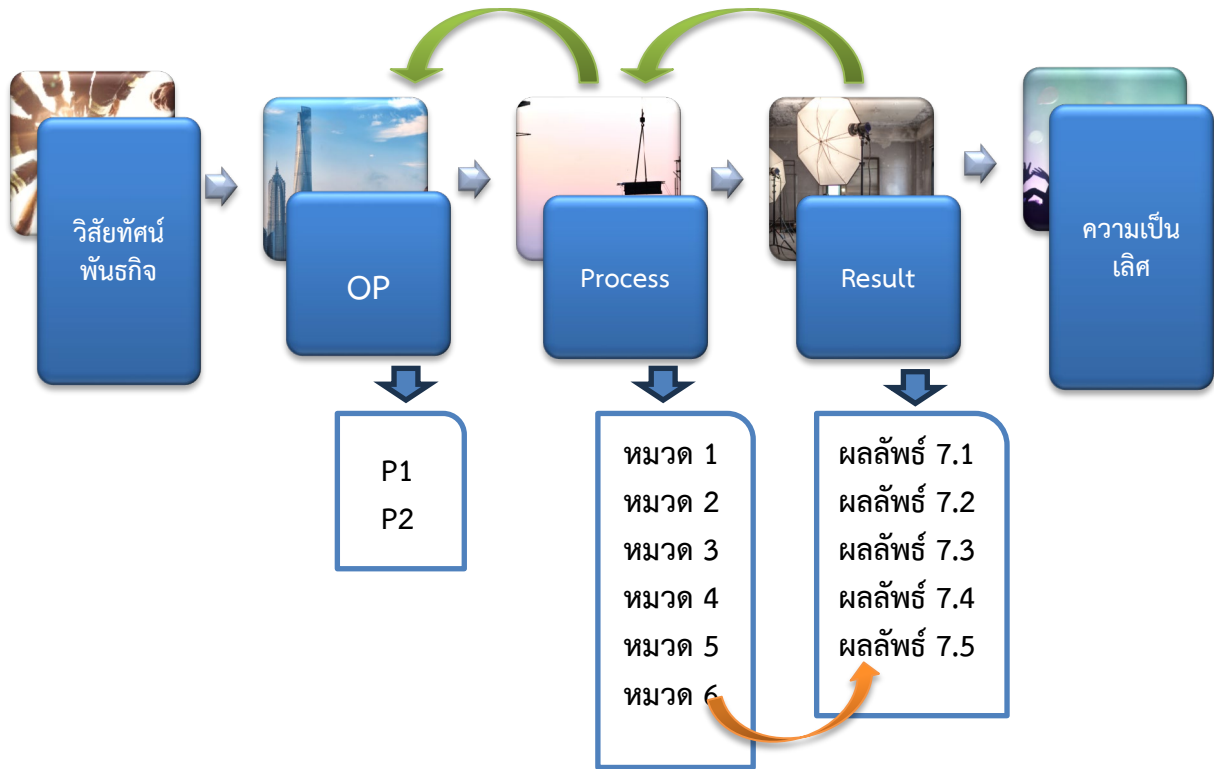 วิสัยทัศน์
พันธกิจ
OP
Process
Result
ความเป็น
เลิศ
P1
P2
หมวด 1
หมวด 2
หมวด 3
หมวด 4
หมวด 5
หมวด 6
ผลลัพธ์ 7.1
ผลลัพธ์ 7.2
ผลลัพธ์ 7.3
ผลลัพธ์ 7.4
ผลลัพธ์ 7.5